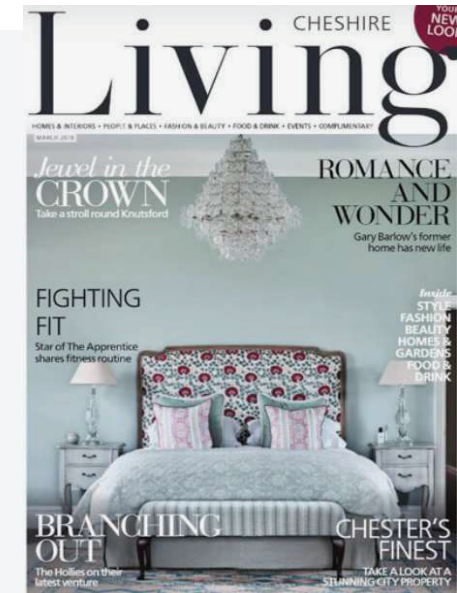 YOUR
NEW
LOOK
CHESHIRE
Living
HOMES & INTERIORS • PEOPLE & PLACES • FASHION & BEAUTY • FOOD & DRINK • EVENTS • COMPLIMENTARY
MARCH 2019
Jewel in the
CROWN
Take a stroll round Knutsford
ROMANCE
AND
WONDER
Gary Barlow's former
home has new life
FIGHTING
FIT
Star of The Apprentice
shares fitness routine
Inside
STYLE
FASHION
BEAUTY
HOMES &
GARDENS
FOOD &
DRINK
BRANCHING
OUT
The Hollies on their
latest venture
CHESTER'S
FINEST
TAKE A LOOK AT A
STUNNING CITY PROPERTY